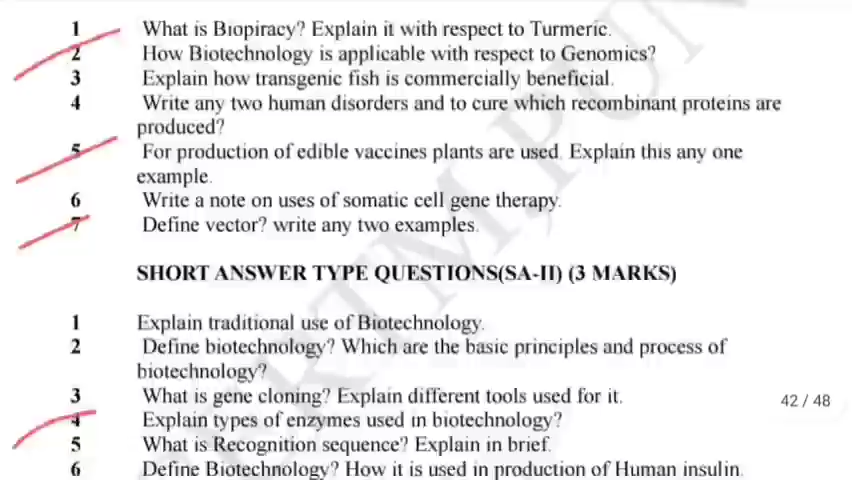 1 What is Biopiracy? Explain it with respect to Turmeric.
2 How Biotechnology is applicable with respect to Genomics?
3 Explain how transgenic fish is commercially beneficial.
4 Write any two human disorders and to cure which recombinant proteins are
produced?
5 For production of edible vaccines plants are used. Explain this any one
example.
6 Write a note on uses of somatic cell gene therapy.
7 Define vector? write any two examples.
SHORT ANSWER TYPE QUESTIONS(SA-II) (3 MARKS)
1 Explain traditional use of Biotechnology.
2 Define biotechnology? Which are the basic principles and process of
biotechnology?
3 What is gene cloning? Explain different tools used for it.
42 / 48
4 Explain types of enzymes used in biotechnology?
5 What is Recognition sequence? Explain in brief.
6 Define Biotechnology? How it is used in production of Human insulin.